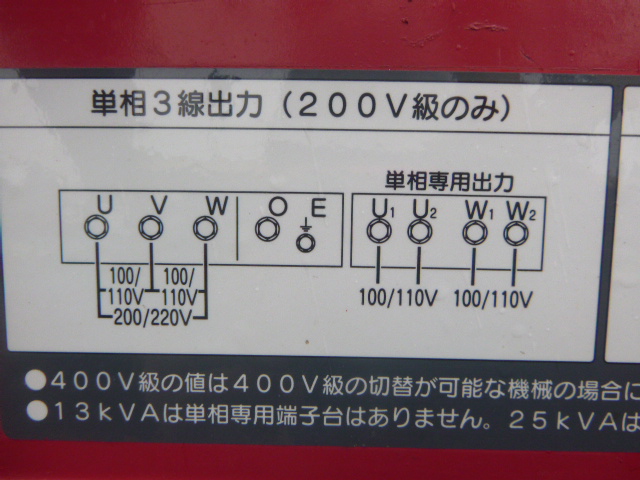 単相3線出力（200V級のみ）
単相専用出力
U V W O E U₁ U₂ W₁ W₂
100/110V 100/110V
200/220V
100/110V 100/110V
●400V級の値は400V級の切替が可能な機械の場合に
●13kVAは単相専用端子台はありません。25kVAは